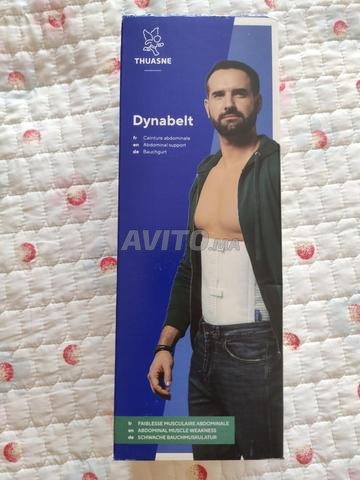 THUASNE
Dynabelt
fr Ceinture abdominale
en Abdominal support
de Bauchgurt
AVITO.MA
fr FAIBLESSE MUSCULAIRE ABDOMINALE
en ABDOMINAL MUSCLE WEAKNESS
de SCHWACHE BAUCHMUSKULATUR